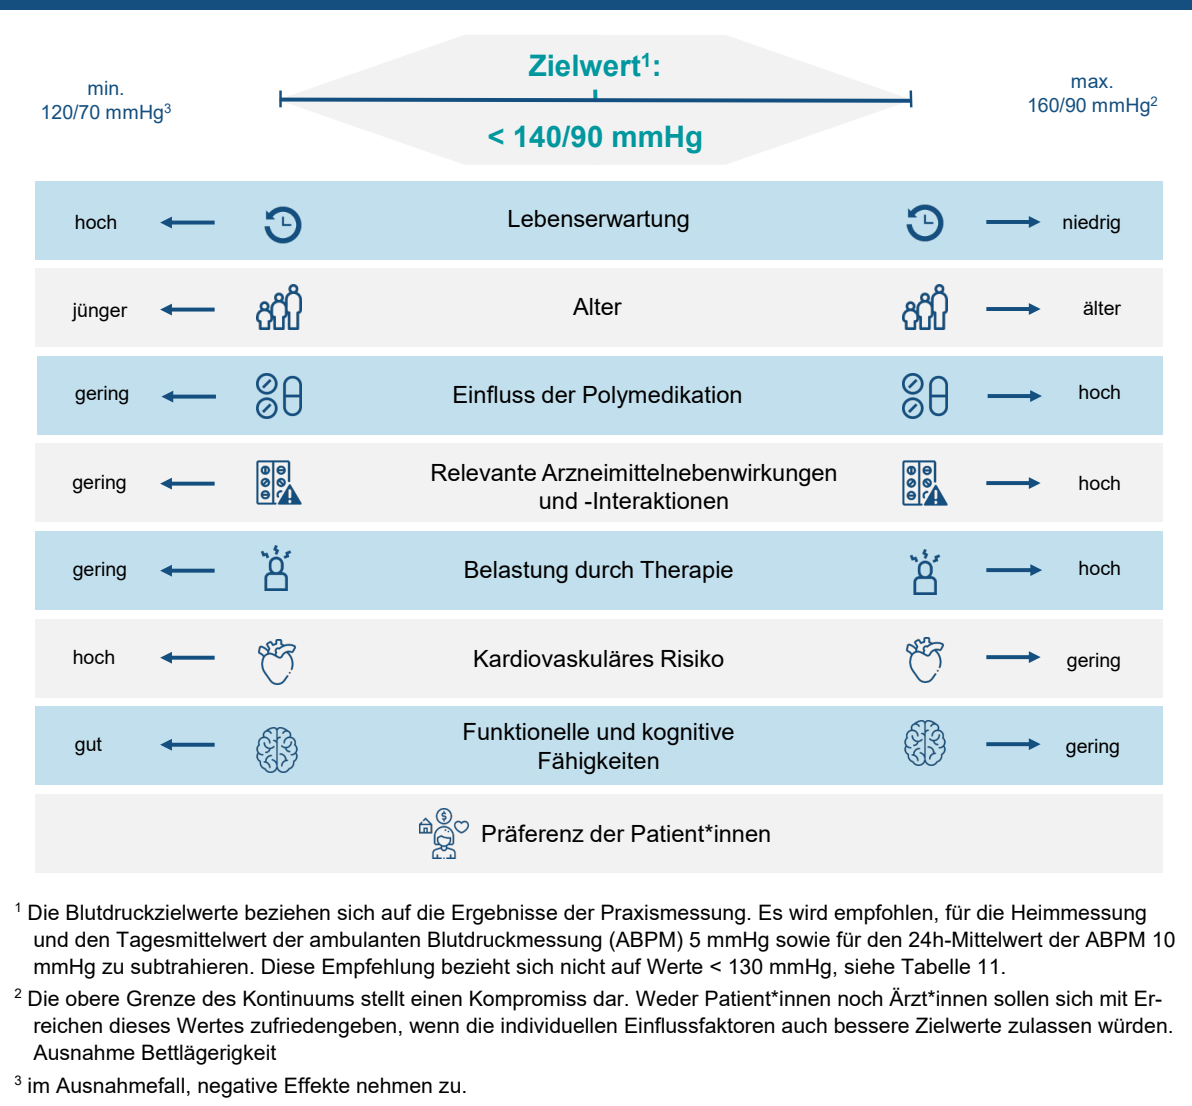 Zielwert¹:
min.
120/70 mmHg³
max.
160/90 mmHg²
< 140/90 mmHg
hoch Lebenserwartung niedrig
jünger Alter älter
gering Einfluss der Polymedikation hoch
gering Relevante Arzneimittelnebenwirkungen hoch
und -Interaktionen
gering Belastung durch Therapie hoch
hoch Kardiovaskuläres Risiko gering
gut Funktionelle und kognitive gering
Fähigkeiten
$
Präferenz der Patient*innen
¹ Die Blutdruckzielwerte beziehen sich auf die Ergebnisse der Praxismessung. Es wird empfohlen, für die Heimmessung
und den Tagesmittelwert der ambulanten Blutdruckmessung (ABPM) 5 mmHg sowie für den 24h-Mittelwert der ABPM 10
mmHg zu subtrahieren. Diese Empfehlung bezieht sich nicht auf Werte < 130 mmHg, siehe Tabelle 11.
² Die obere Grenze des Kontinuums stellt einen Kompromiss dar. Weder Patient*innen noch Ärzt*innen sollen sich mit Er-
reichen dieses Wertes zufriedengeben, wenn die individuellen Einflussfaktoren auch bessere Zielwerte zulassen würden.
Ausnahme Bettlägerigkeit
³ im Ausnahmefall, negative Effekte nehmen zu.